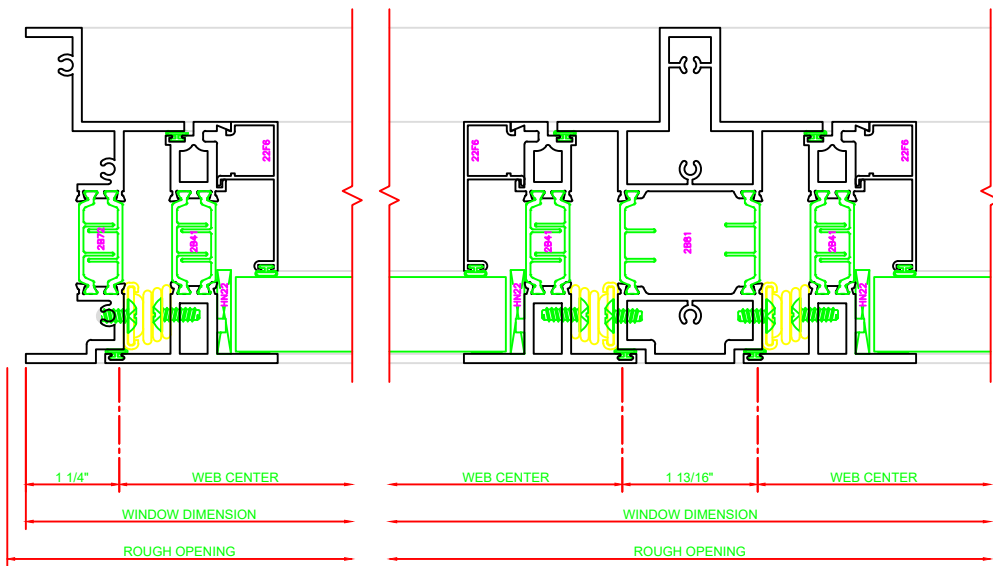 22F6 22F6 22F6
2B72 2B41 2B41 2B81 2B41
HN22 HN22 HN22
1 1/4" WEB CENTER WEB CENTER 1 13/16" WEB CENTER
WINDOW DIMENSION WINDOW DIMENSION
ROUGH OPENING ROUGH OPENING